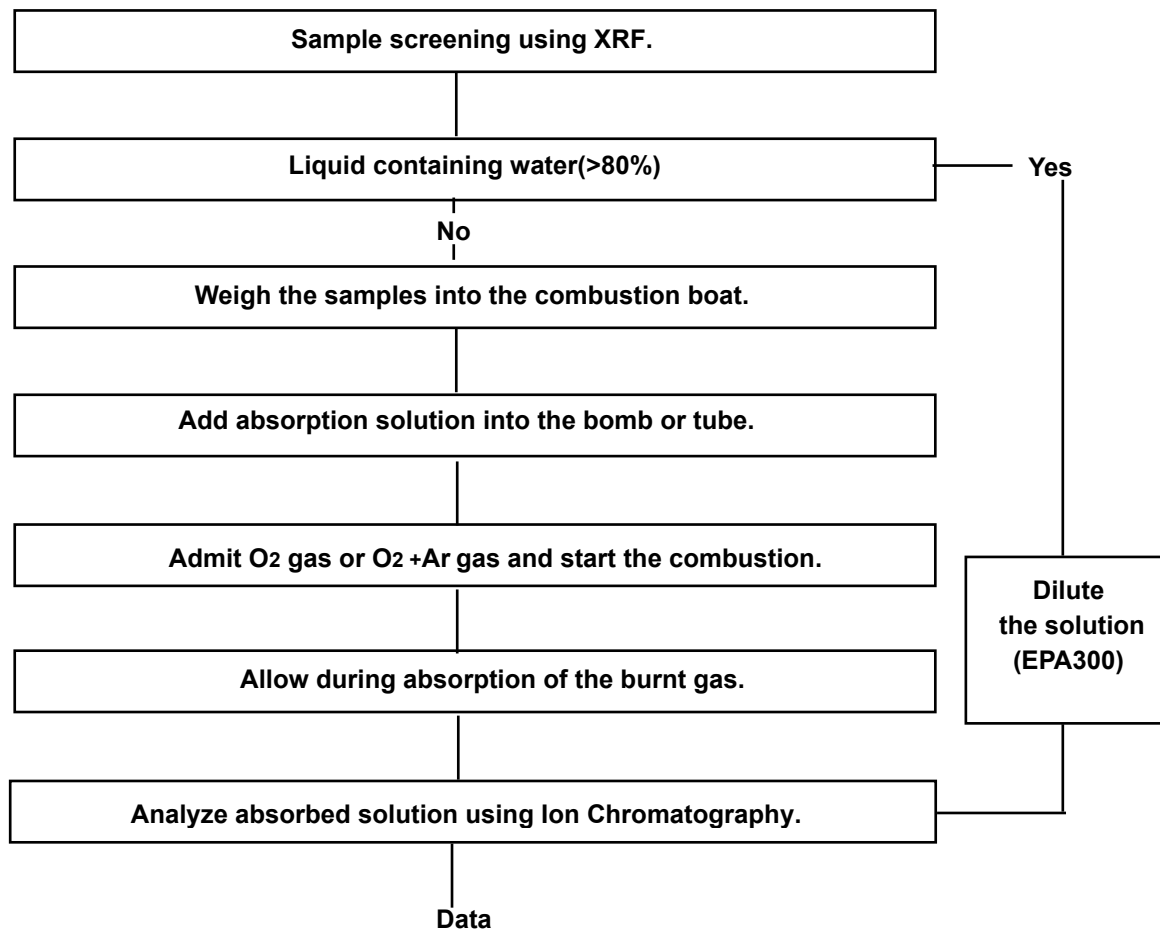 Sample screening using XRF.
Liquid containing water(>80%)
Yes
No
Weigh the samples into the combustion boat.
Add absorption solution into the bomb or tube.
Admit O2 gas or O2 +Ar gas and start the combustion.
Dilute
the solution
(EPA300)
Allow during absorption of the burnt gas.
Analyze absorbed solution using Ion Chromatography.
Data